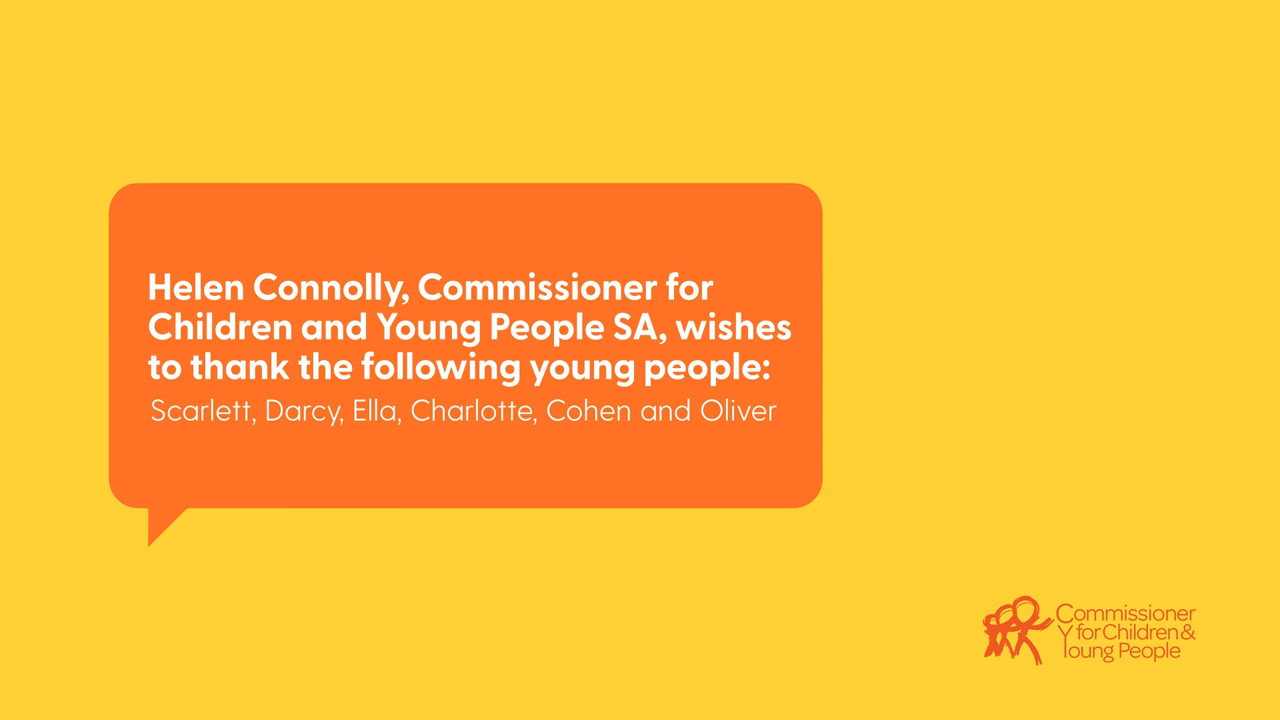 Helen Connolly, Commissioner for
Children and Young People SA, wishes
to thank the following young people:
Scarlett, Darcy, Ella, Charlotte, Cohen and Oliver
Commissioner
for Children &
Young People